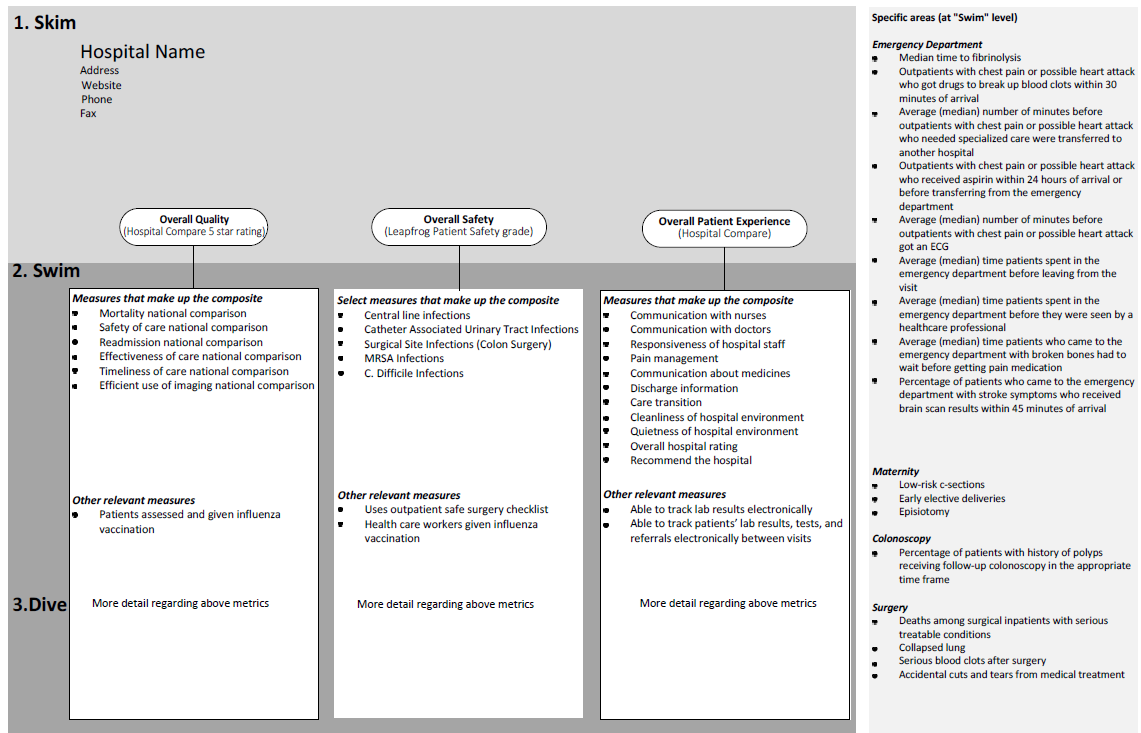 1. Skim
Hospital Name
Address
Website
Phone
Fax
Overall Quality
(Hospital Compare 5 star rating)
Overall Safety
(Leapfrog Patient Safety grade)
Overall Patient Experience
(Hospital Compare)
2. Swim
Measures that make up the composite
Mortality national comparison
Safety of care national comparison
Readmission national comparison
Effectiveness of care national comparison
Timeliness of care national comparison
Efficient use of imaging national comparison
Other relevant measures
Patients assessed and given influenza
vaccination
Select measures that make up the composite
Central line infections
Catheter Associated Urinary Tract Infections
Surgical Site Infections (Colon Surgery)
MRSA Infections
C. Difficile Infections
Other relevant measures
Uses outpatient safe surgery checklist
Health care workers given influenza
vaccination
Measures that make up the composite
Communication with nurses
Communication with doctors
Responsiveness of hospital staff
Pain management
Communication about medicines
Discharge information
Care transition
Cleanliness of hospital environment
Quietness of hospital environment
Overall hospital rating
Recommend the hospital
Other relevant measures
Able to track lab results electronically
Able to track patients' lab results, tests, and
referrals electronically between visits
3.Dive
More detail regarding above metrics
More detail regarding above metrics
More detail regarding above metrics
Specific areas (at "Swim" level)
Emergency Department
Median time to fibrinolysis
Outpatients with chest pain or possible heart attack
who got drugs to break up blood clots within 30
minutes of arrival
Average (median) number of minutes before
outpatients with chest pain or possible heart attack
who needed specialized care were transferred to
another hospital
Outpatients with chest pain or possible heart attack
who received aspirin within 24 hours of arrival or
before transferring from the emergency
department
Average (median) number of minutes before
outpatients with chest pain or possible heart attack
got an ECG
Average (median) time patients spent in the
emergency department before leaving from the
visit
Average (median) time patients spent in the
emergency department before they were seen by a
healthcare professional
Average (median) time patients who came to the
emergency department with broken bones had to
wait before getting pain medication
Percentage of patients who came to the emergency
department with stroke symptoms who received
brain scan results within 45 minutes of arrival
Maternity
Low-risk c-sections
Early elective deliveries
Episiotomy
Colonoscopy
Percentage of patients with history of polyps
receiving follow-up colonoscopy in the appropriate
time frame
Surgery
Deaths among surgical inpatients with serious
treatable conditions
Collapsed lung
Serious blood clots after surgery
Accidental cuts and tears from medical treatment